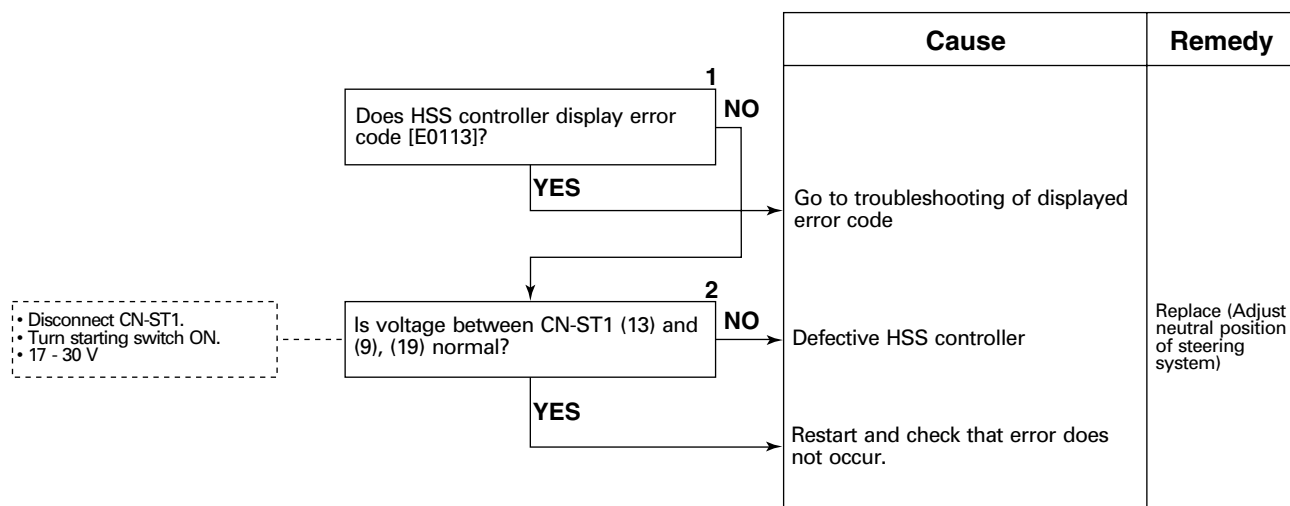 Cause
Remedy
1
Does HSS controller display error
code [E0113]?
NO
YES
Go to troubleshooting of displayed
error code
• Disconnect CN-ST1.
• Turn starting switch ON.
• 17 - 30 V
2
Is voltage between CN-ST1 (13) and
(9), (19) normal?
NO
Defective HSS controller
Replace (Adjust
neutral position
of steering
system)
YES
Restart and check that error does
not occur.